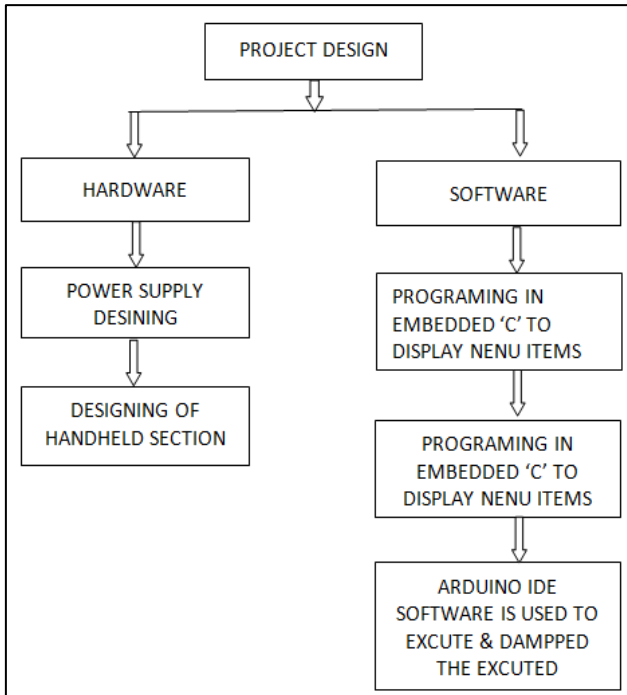 PROJECT DESIGN
HARDWARE
POWER SUPPLY
DESINING
DESIGNING OF
HANDHELD SECTION
SOFTWARE
PROGRAMING IN
EMBEDDED ‘C’ TO
DISPLAY NENU ITEMS
PROGRAMING IN
EMBEDDED ‘C’ TO
DISPLAY NENU ITEMS
ARDUINO IDE
SOFTWARE IS USED TO
EXCUTE & DAMPPED
THE EXCUTED